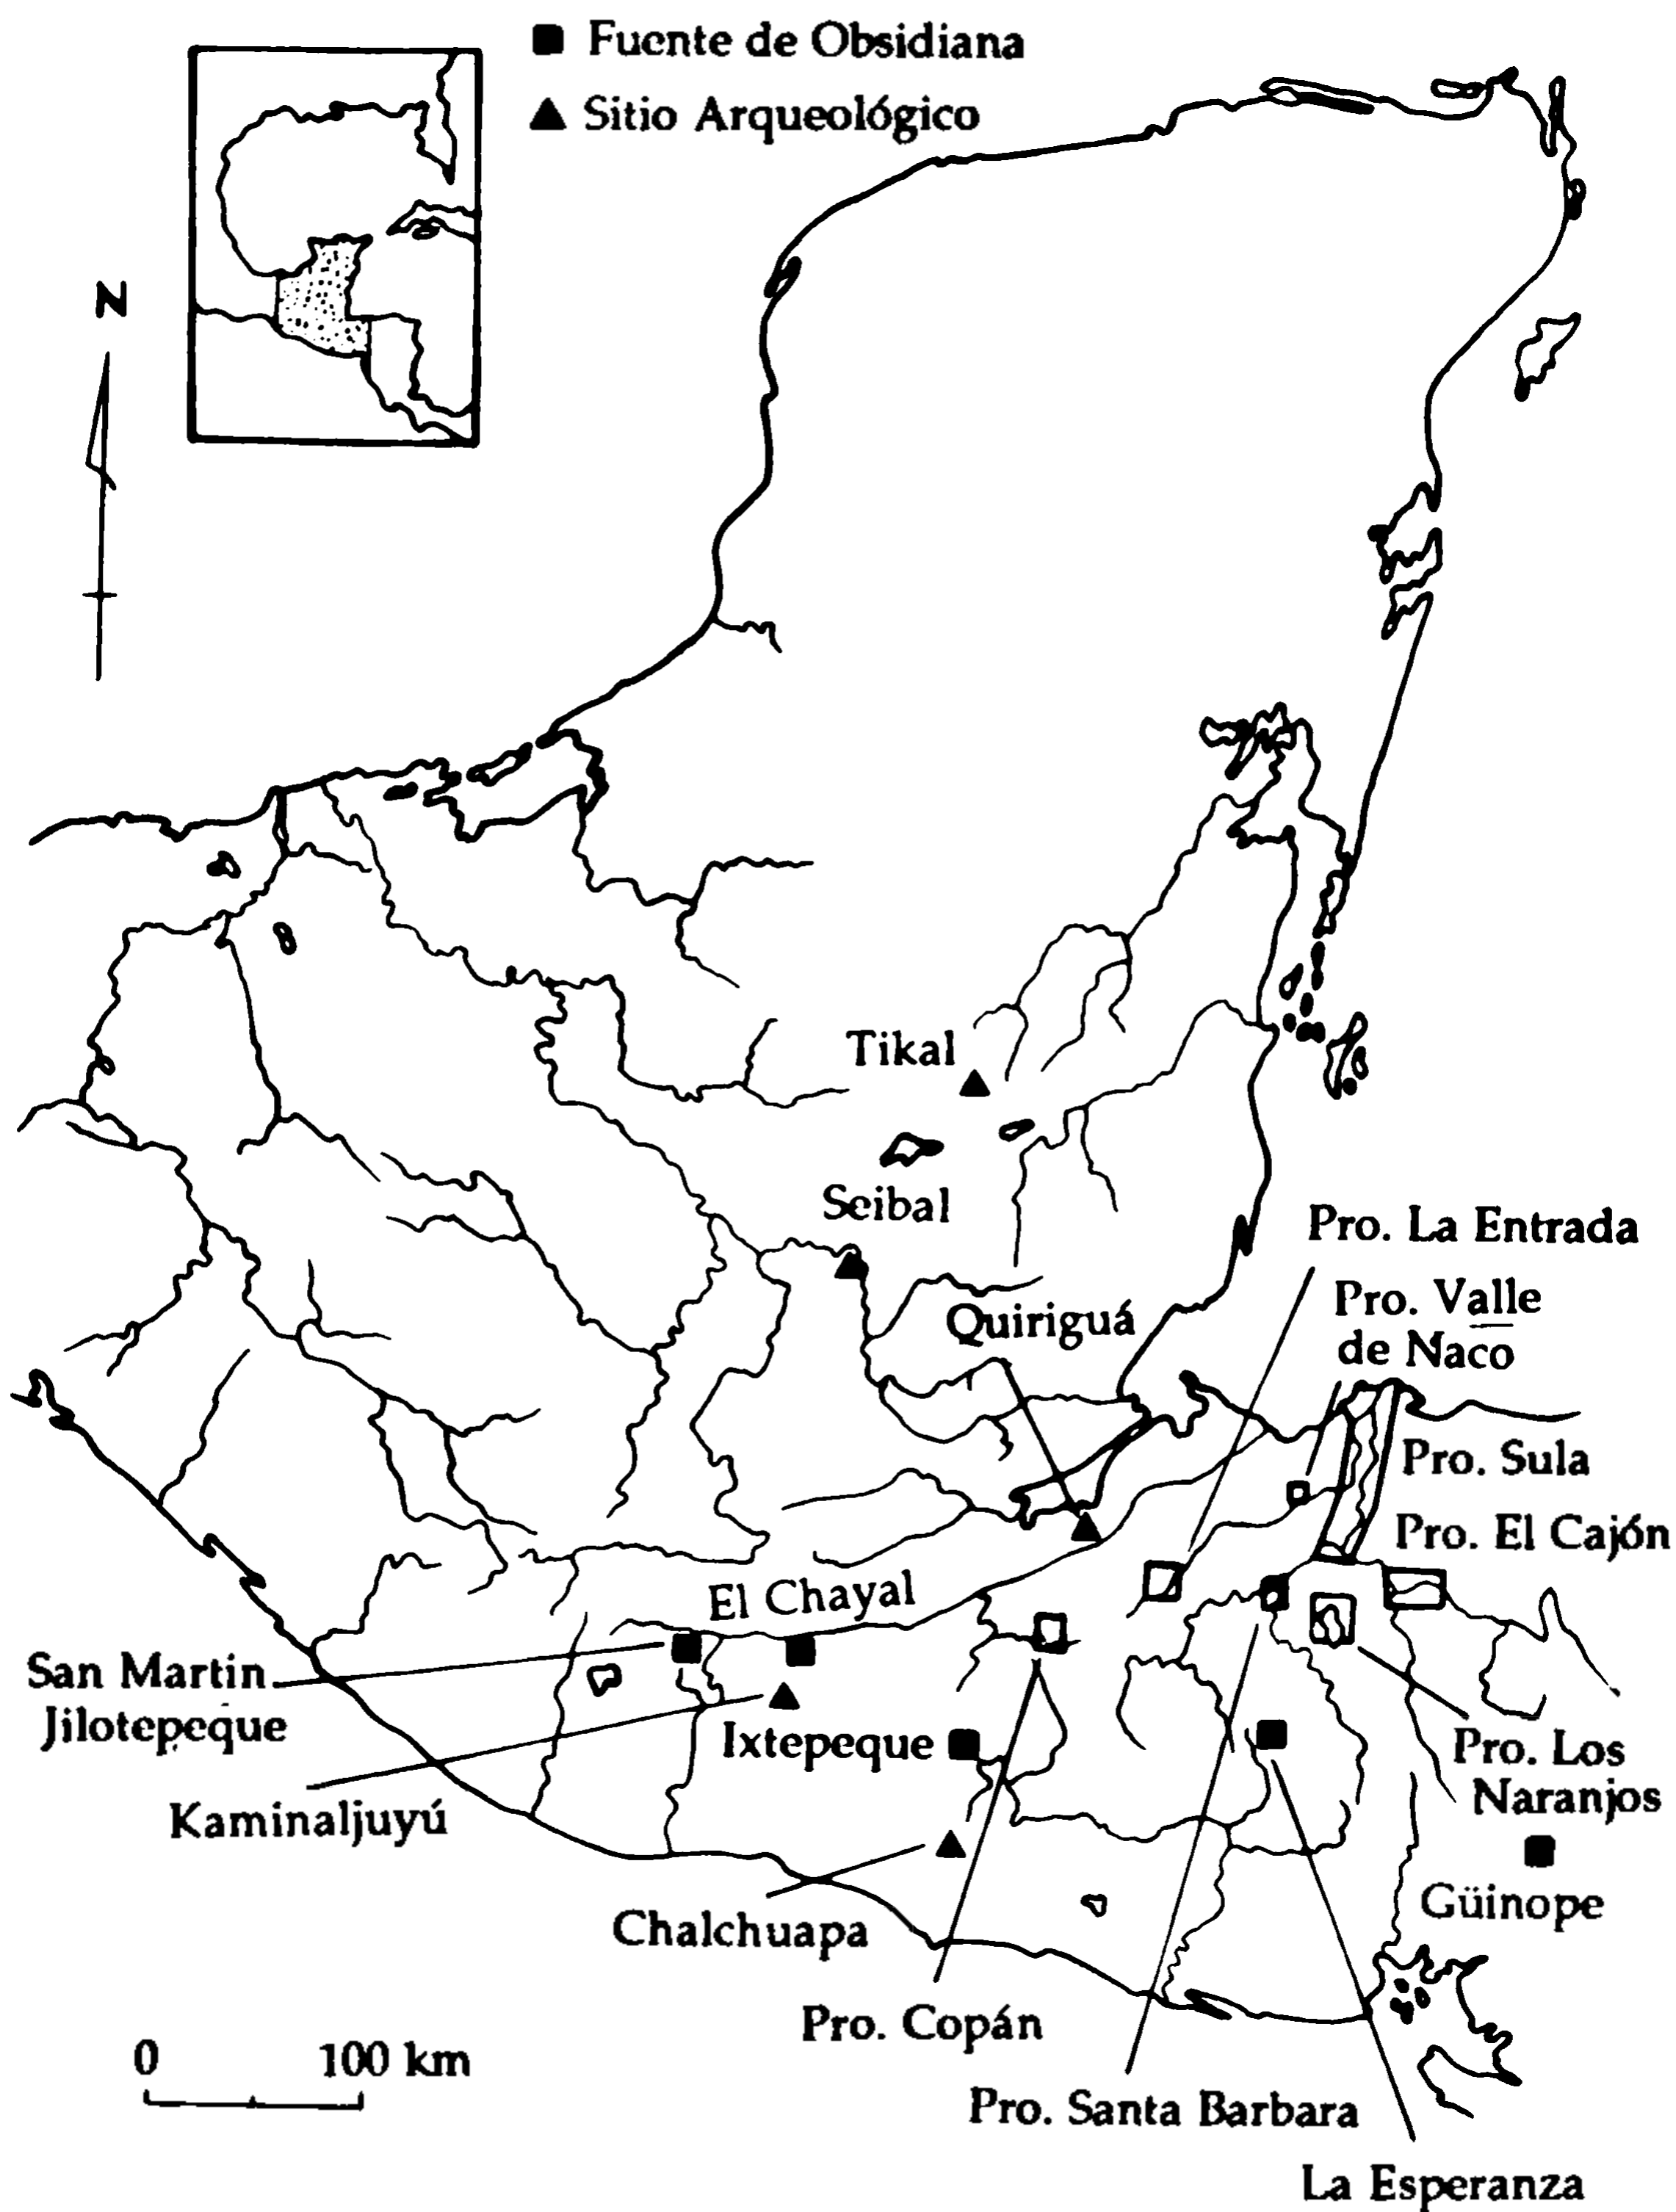 Fuente de Obsidiana
Sitio Arqueológico
N
Tikal
Seibal
Pro. La Entrada
Pro. Valle
de Naco
Quiriguá
Pro. Sula
Pro. El Cajón
El Chayal
San Martin
Jilotepeque
Ixtepeque
Pro. Los
Naranjos
Kaminaljuyú
Güinope
Chalchuapa
Pro. Copán
0 100 km
Pro. Santa Barbara
La Esperanza